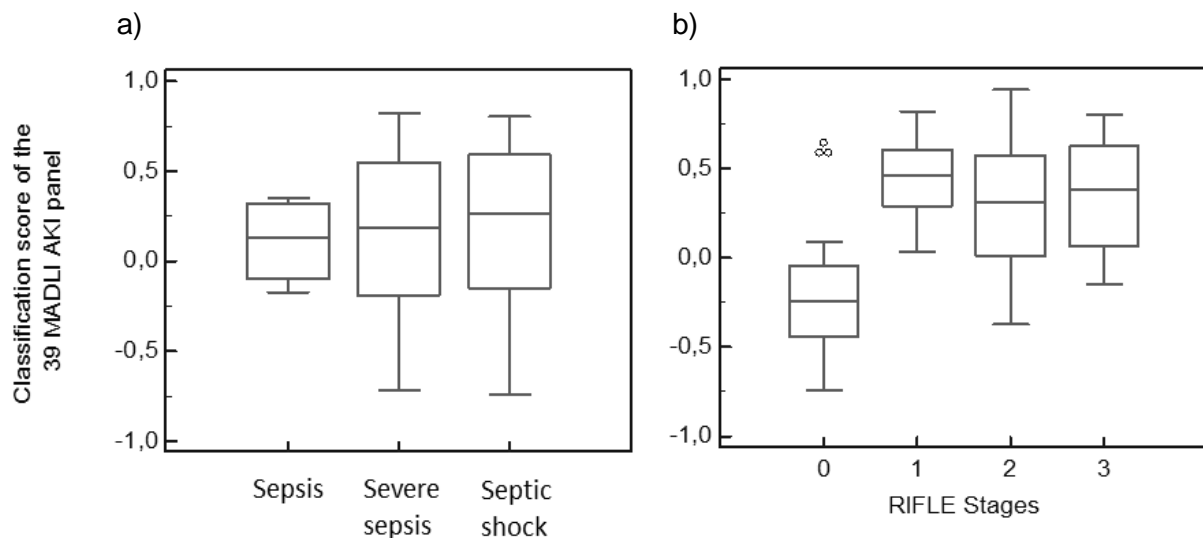 a)
b)
Classification score of the
39 MADLI AKI panel
1,0
0,5
0,0
-0,5
-1,0
Sepsis
Severe
sepsis
Septic
shock
1,0
0,5
0,0
-0,5
-1,0
0
1
2
3
RIFLE Stages